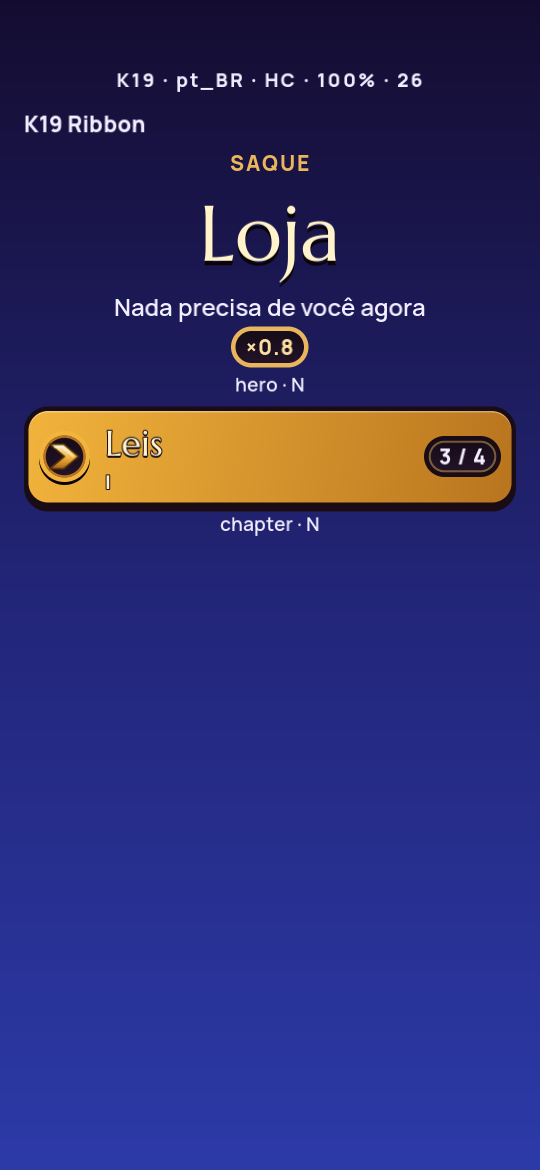 K19 · pt_BR · HC · 100% · 26
K19 Ribbon
SAQUE
Loja
Nada precisa de você agora
×0.8
hero · N
Leis
I
3 / 4
chapter · N